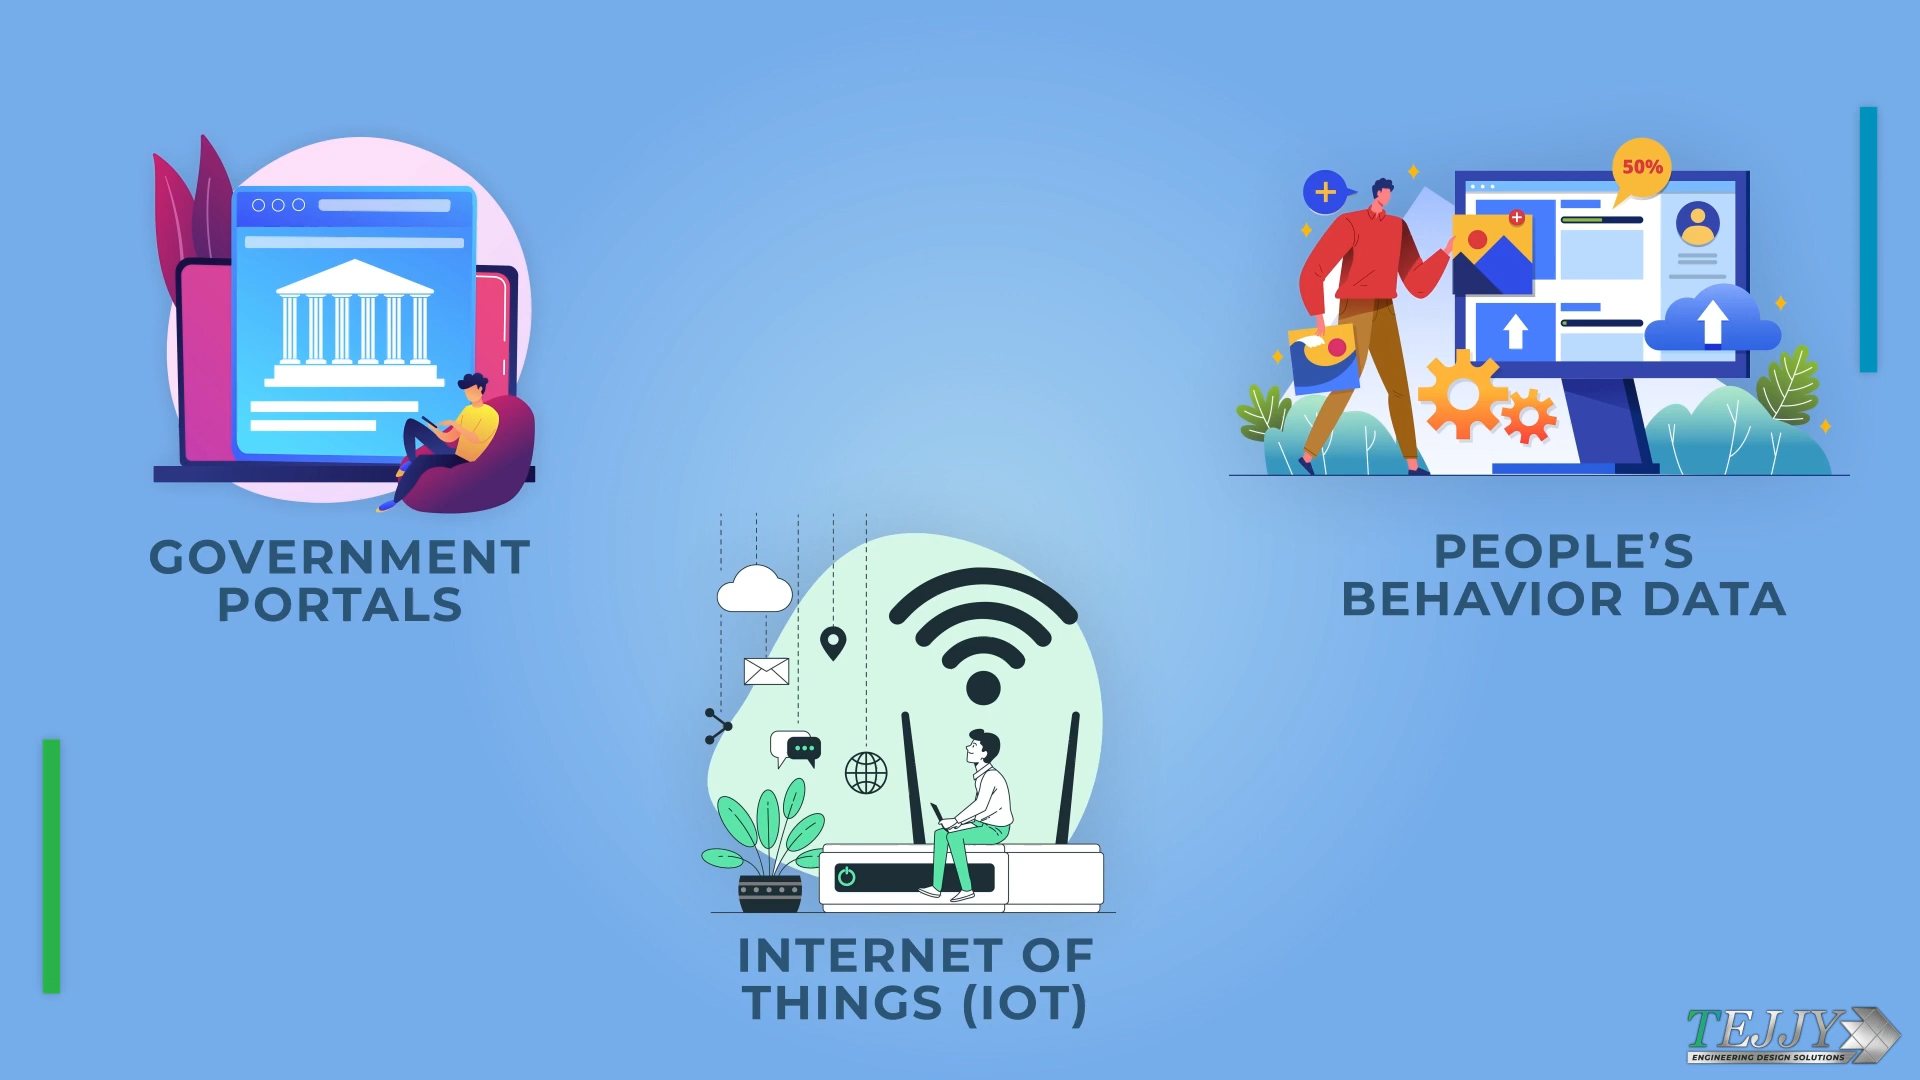 GOVERNMENT
PORTALS
50%
PEOPLE’S
BEHAVIOR DATA
INTERNET OF
THINGS (IOT)
TEJJY
ENGINEERING DESIGN SOLUTIONS